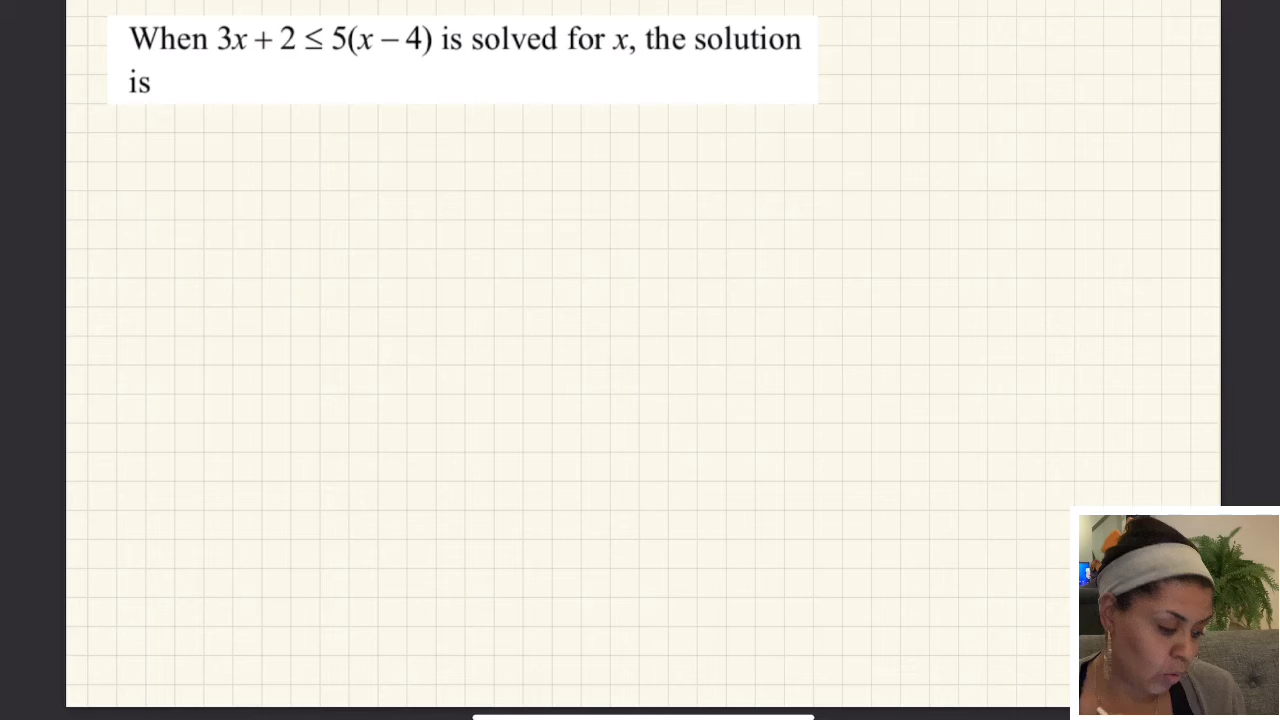 When 3x + 2 ≤ 5(x − 4) is solved for x, the solution
is